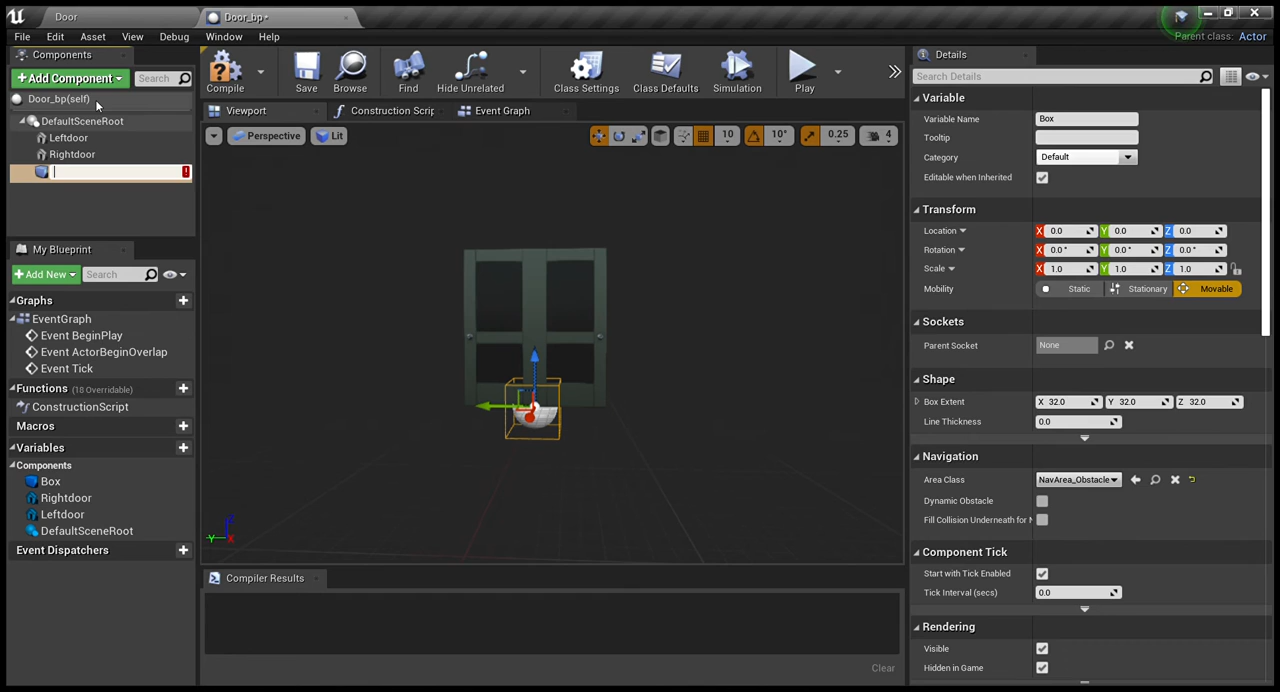 Door
Door_bp*
File Edit Asset View Debug Window Help
Parent class: Actor
Components
Add Component
Search
Door_bp(self)
DefaultSceneRoot
Leftdoor
Rightdoor
My Blueprint
Add New
Search
Graphs
EventGraph
Event BeginPlay
Event ActorBeginOverlap
Event Tick
Functions (18 Overridable)
ConstructionScript
Macros
Variables
Components
Box
Rightdoor
Leftdoor
DefaultSceneRoot
Event Dispatchers
Compile Save Browse Find Hide Unrelated Class Settings Class Defaults Simulation Play
Viewport Construction Scrip Event Graph
Perspective Lit 10 10° 0.25 4
Z
Y X
Compiler Results
Clear
Details
Search Details
Variable
Variable Name Box
Tooltip
Category Default
Editable when Inherited
Transform
Location X 0.0 Y 0.0 Z 0.0
Rotation X 0.0° Y 0.0° Z 0.0°
Scale X 1.0 Y 1.0 Z 1.0
Mobility Static Stationary Movable
Sockets
Parent Socket None
Shape
Box Extent X 32.0 Y 32.0 Z 32.0
Line Thickness 0.0
Navigation
Area Class NavArea_Obstacle
Dynamic Obstacle
Fill Collision Underneath for N
Component Tick
Start with Tick Enabled
Tick Interval (secs) 0.0
Rendering
Visible
Hidden in Game